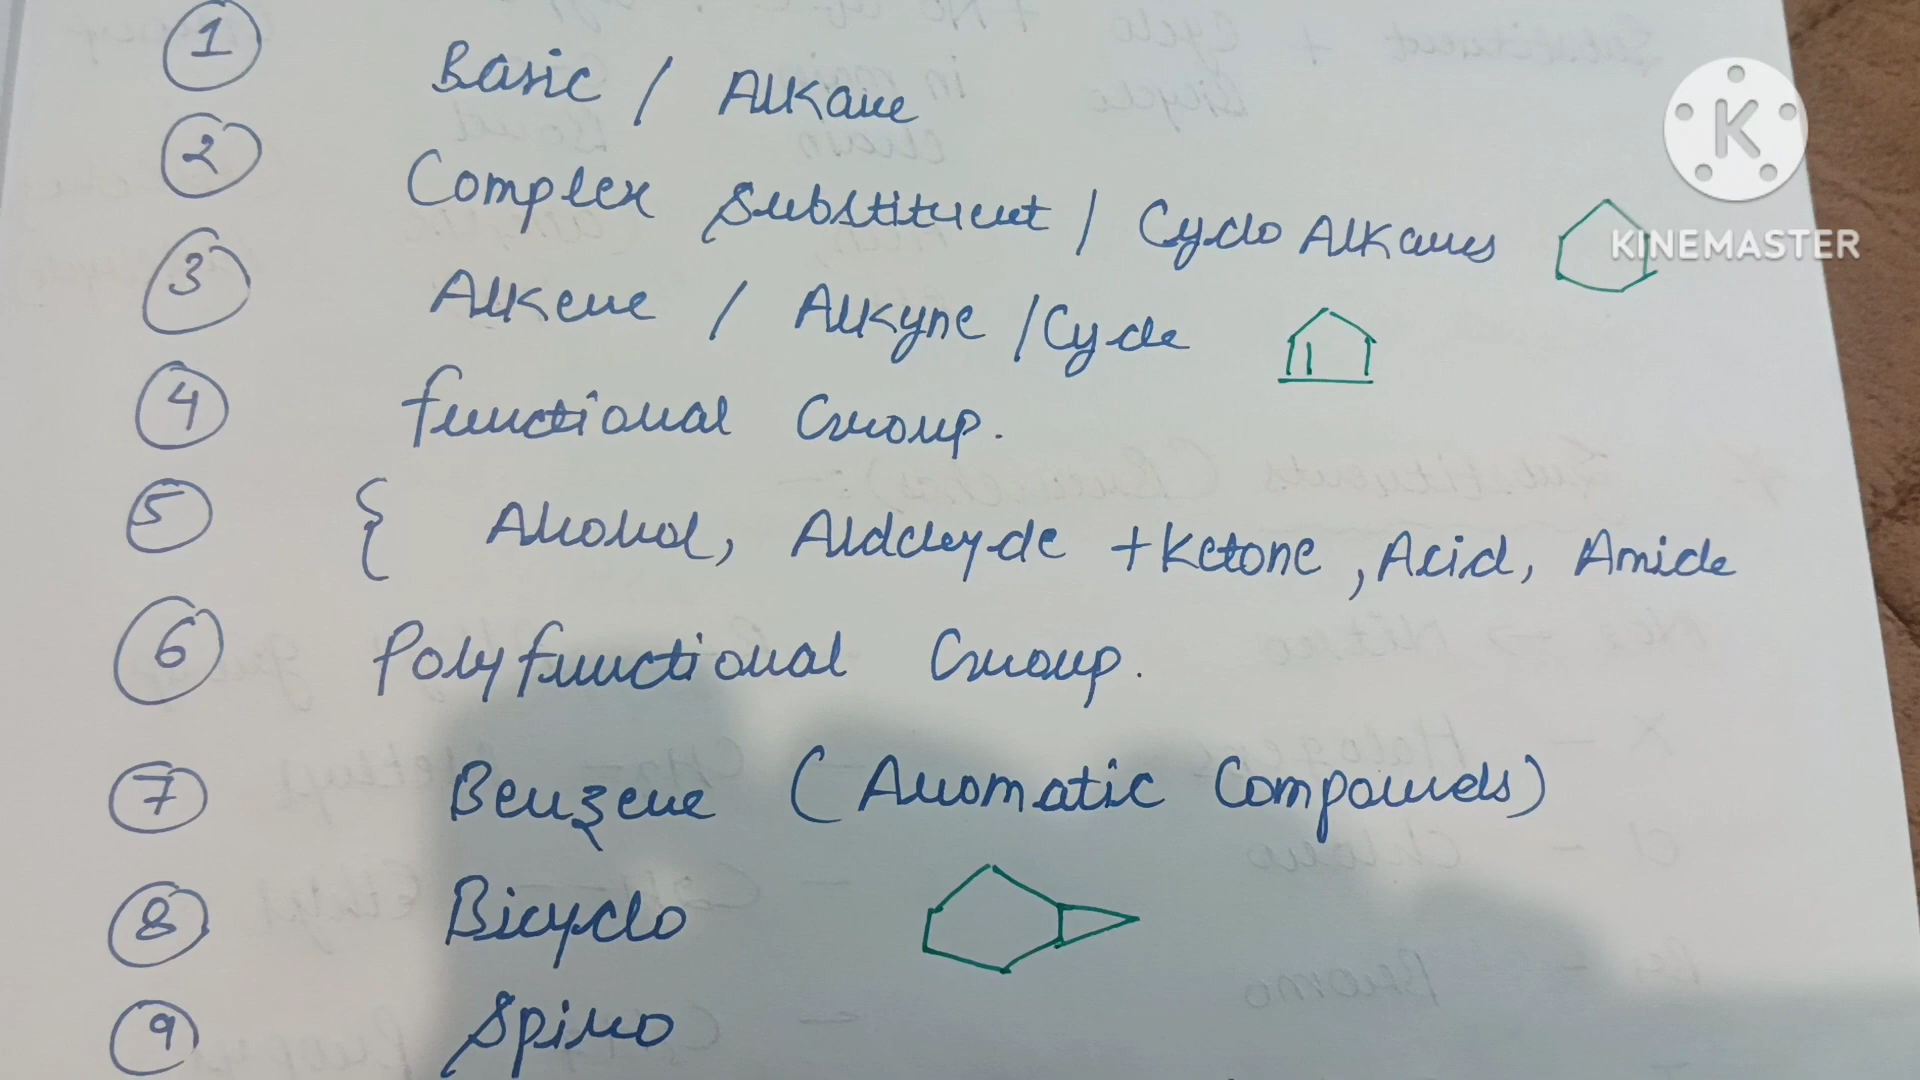 1 Basic / Alkane
2 Complex Substituent / Cyclo Alkanes
3 Alkene / Alkyne / Cycle
4 functional Group.
5 { Alcohol, Aldehyde + Ketone, Acid, Amide
6 Polyfunctional Group.
7 Benzene (Aromatic Compounds)
8 Bicyclo
9 Spiro
K
KINEMASTER